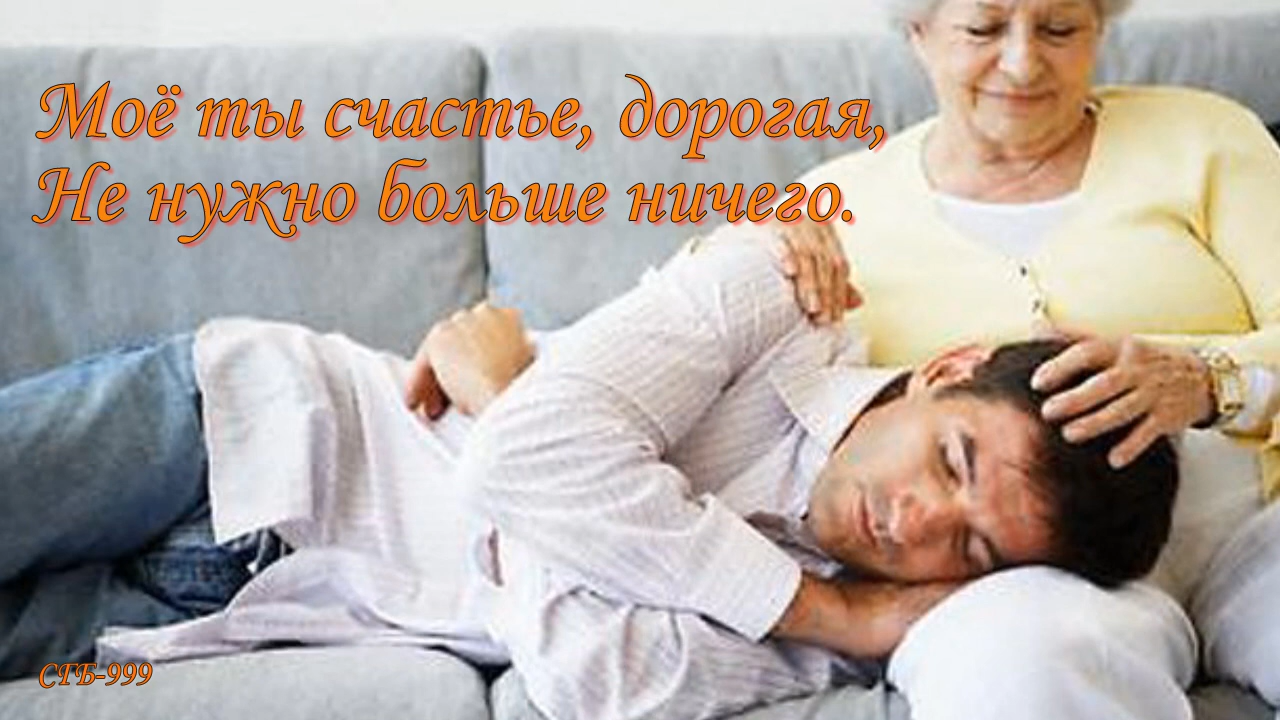 Моё ты счастье, дорогая,
Не нужно больше ничего.
СГБ-999